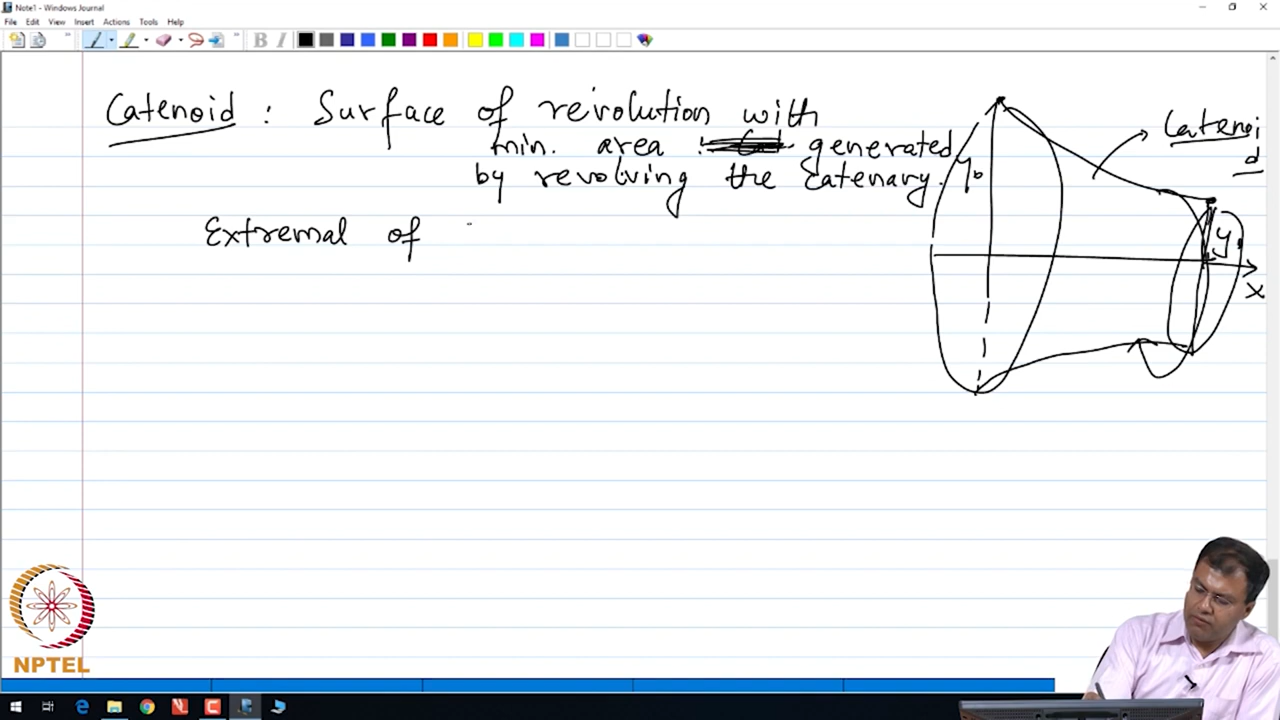 Note1 - Windows Journal
File Edit View Insert Actions Tools Help
Catenoid : Surface of revolution with
min. area : generated
by revolving the Catenary.
Extremal of
y₀
Catenoi
d
y₁
x
NPTEL